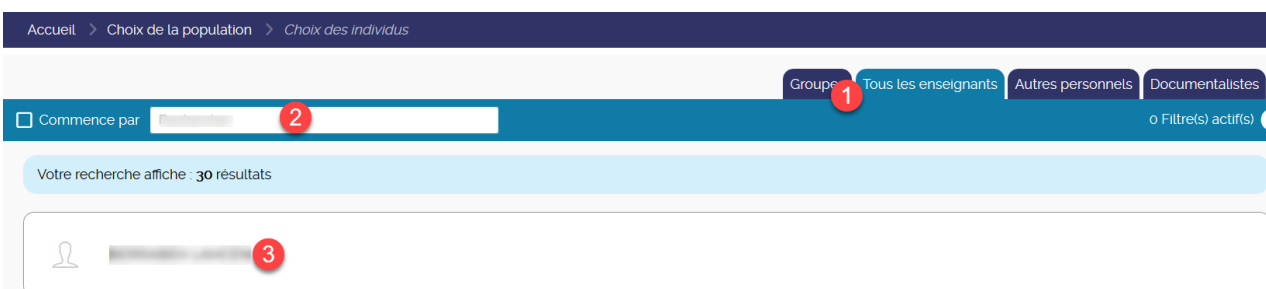 Accueil > Choix de la population > Choix des individus
Groupe 1 Tous les enseignants Autres personnels Documentalistes
Commence par 2 0 Filtre(s) actif(s)
Votre recherche affiche : 30 résultats
3